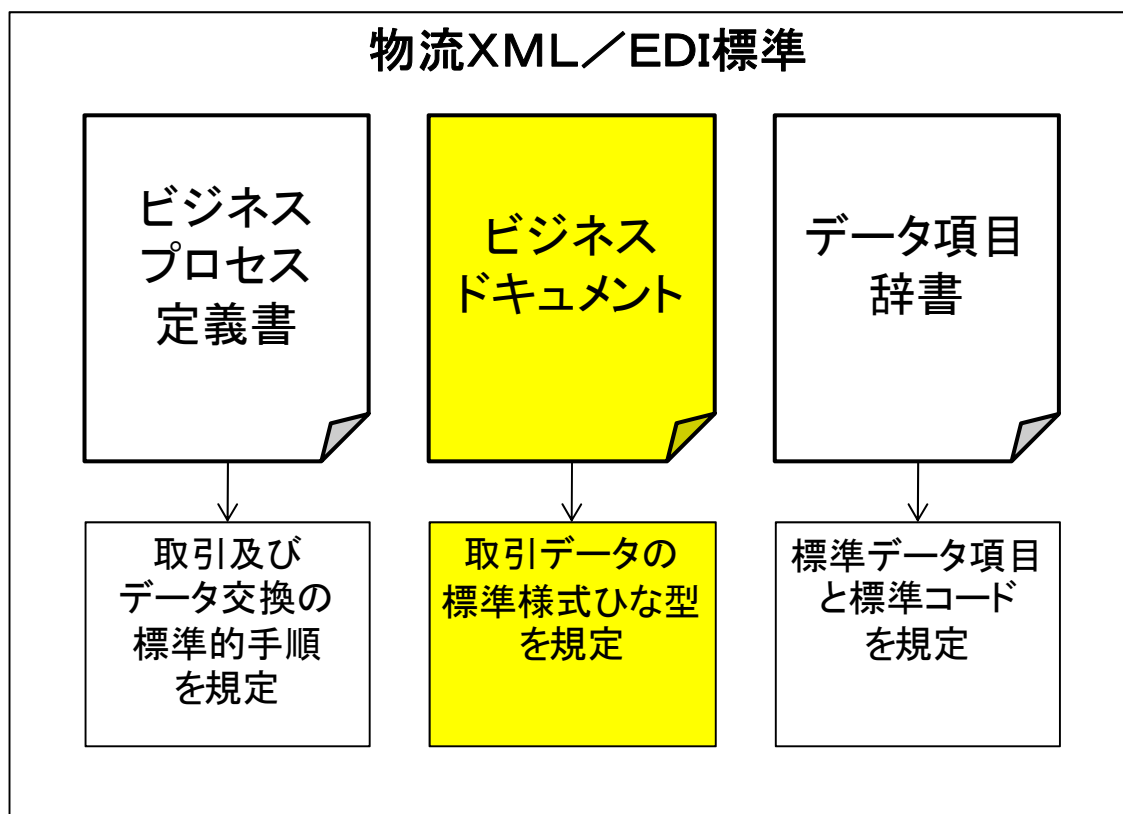 物流XML／EDI標準
ビジネス
プロセス
定義書
ビジネス
ドキュメント
データ項目
辞書
取引及び
データ交換の
標準的手順
を規定
取引データの
標準様式ひな型
を規定
標準データ項目
と標準コード
を規定